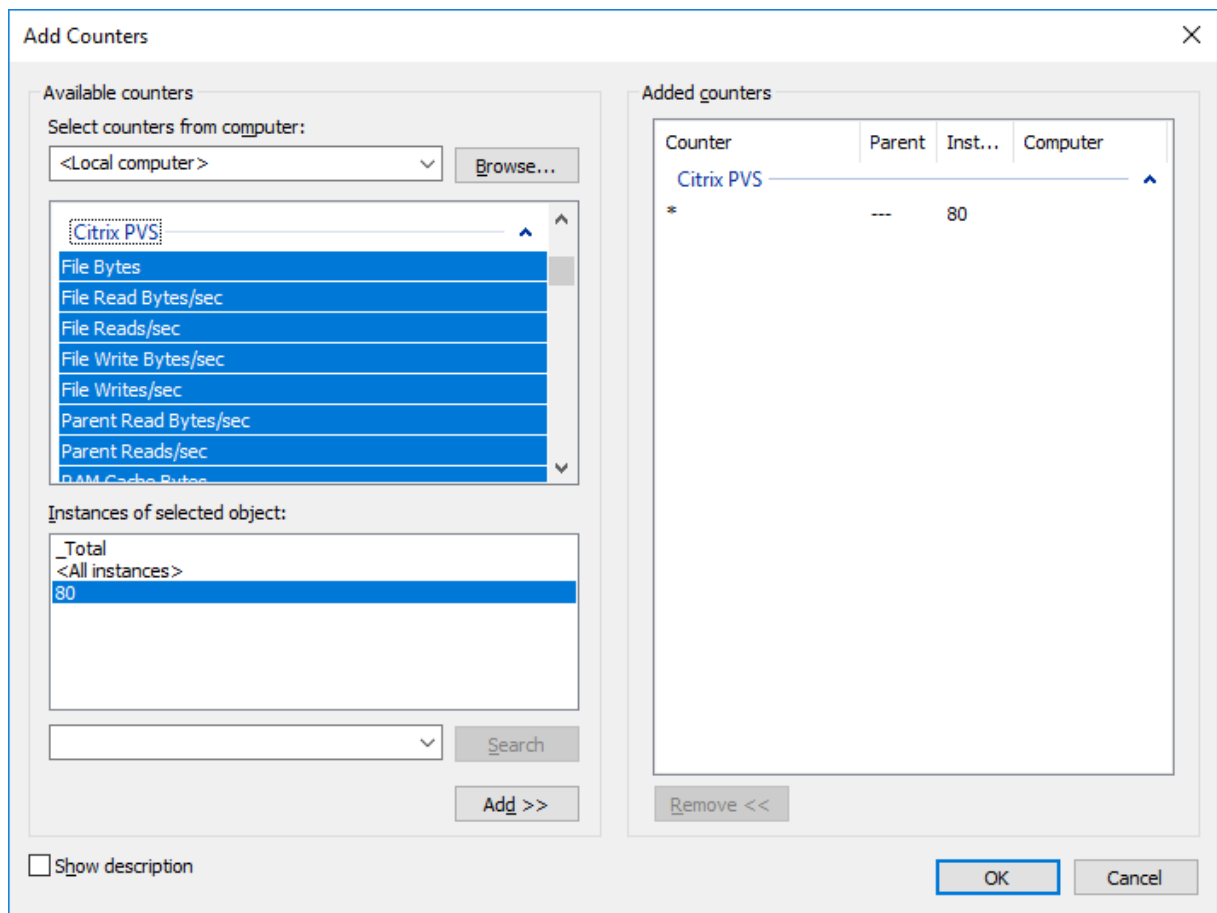 Add Counters
Available counters
Select counters from computer:
<Local computer>
Browse...
Citrix PVS
File Bytes
File Read Bytes/sec
File Reads/sec
File Write Bytes/sec
File Writes/sec
Parent Read Bytes/sec
Parent Reads/sec
RAM Cache Bytes
Instances of selected object:
_Total
<All instances>
80
Search
Add >>
Show description
Added counters
Counter Parent Inst... Computer
Citrix PVS
* --- 80
Remove <<
OK Cancel